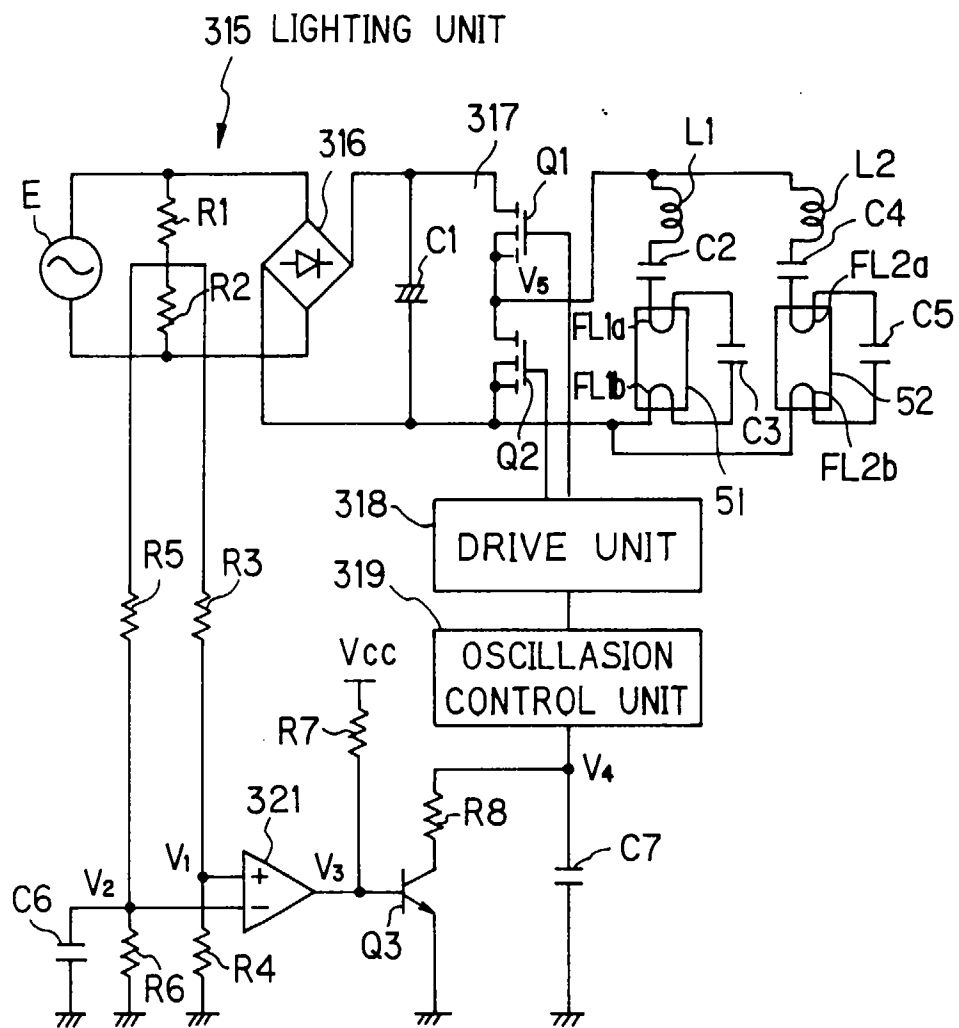 315 LIGHTING UNIT
316
317
Q1
L1
L2
E
R1
C1
C2
C4
R2
V5
FL2a
FL1a
C5
FL1b
52
Q2
C3
FL2b
51
318
DRIVE UNIT
R5
R3
319
Vcc
OSCILLASION
CONTROL UNIT
R7
V4
321
R8
V1
V3
C7
V2
+
C6
−
Q3
R6
R4